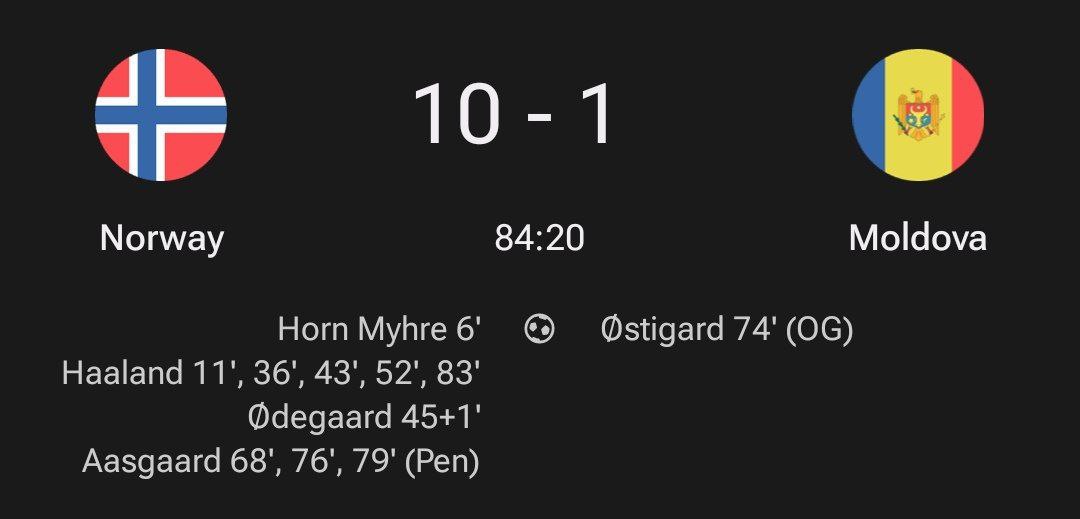 10 - 1
Norway
84:20
Moldova
Horn Myhre 6'
Østigard 74' (OG)
Haaland 11', 36', 43', 52', 83'
Ødegaard 45+1'
Aasgaard 68', 76', 79' (Pen)